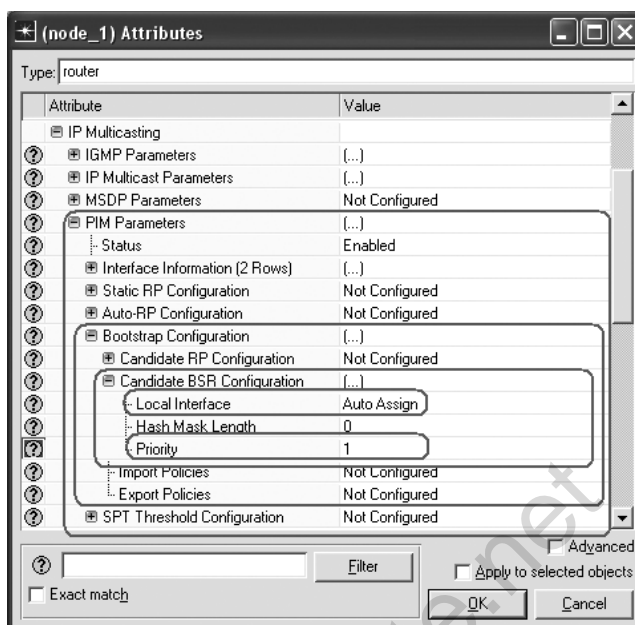 (node_1) Attributes
Type: router
Attribute Value
IP Multicasting
IGMP Parameters (...)
IP Multicast Parameters (...)
MSDP Parameters Not Configured
PIM Parameters (...)
Status Enabled
Interface Information (2 Rows) (...)
Static RP Configuration Not Configured
Auto-RP Configuration Not Configured
Bootstrap Configuration (...)
Candidate RP Configuration Not Configured
Candidate BSR Configuration (...)
Local Interface Auto Assign
Hash Mask Length 0
Priority 1
Import Policies Not Configured
Export Policies Not Configured
SPT Threshold Configuration Not Configured
Advanced
Filter
Apply to selected objects
Exact match
OK Cancel